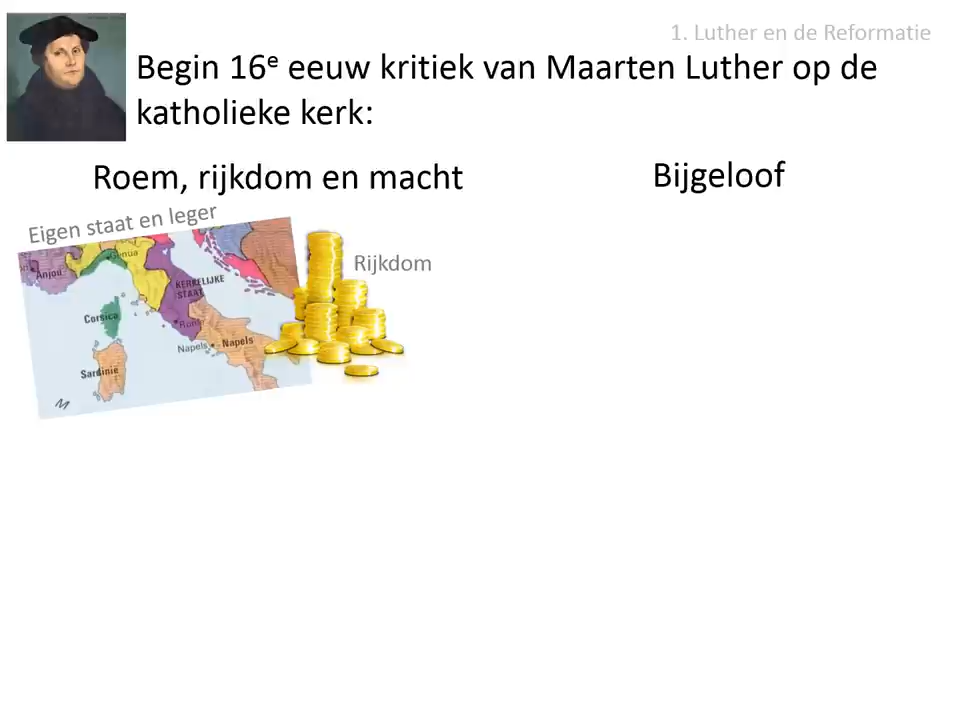 1. Luther en de Reformatie
Begin 16e eeuw kritiek van Maarten Luther op de
katholieke kerk:
Roem, rijkdom en macht
Bijgeloof
Eigen staat en leger
Rijkdom
Anjou
Genua
KERKELIJKE
STAAT
Corsica
Rome
Napels
Napels
Sardinië
M